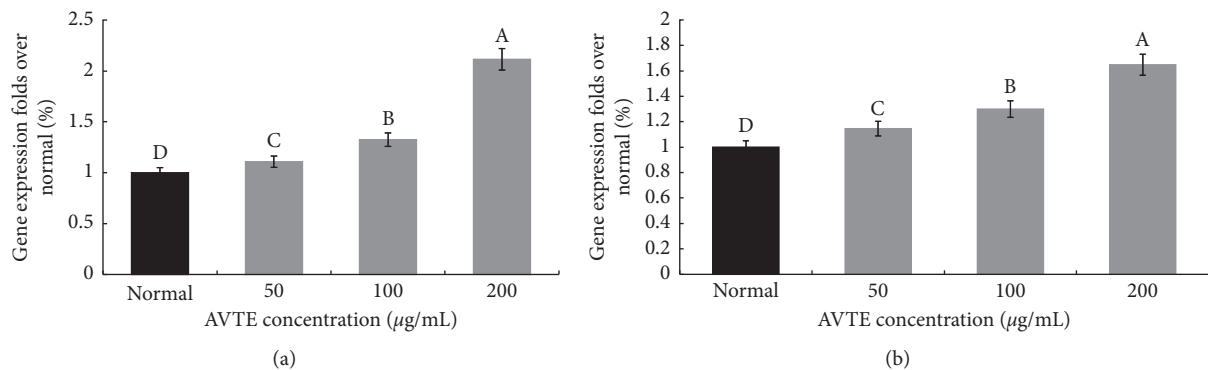 Gene expression folds over
normal (%)
2.5
2
1.5
1
0.5
0
D
C
B
A
Normal
50
100
200
AVTE concentration (µg/mL)
(a)
Gene expression folds over
normal (%)
2
1.8
1.6
1.4
1.2
1
0.8
0.6
0.4
0.2
0
D
C
B
A
Normal
50
100
200
AVTE concentration (µg/mL)
(b)